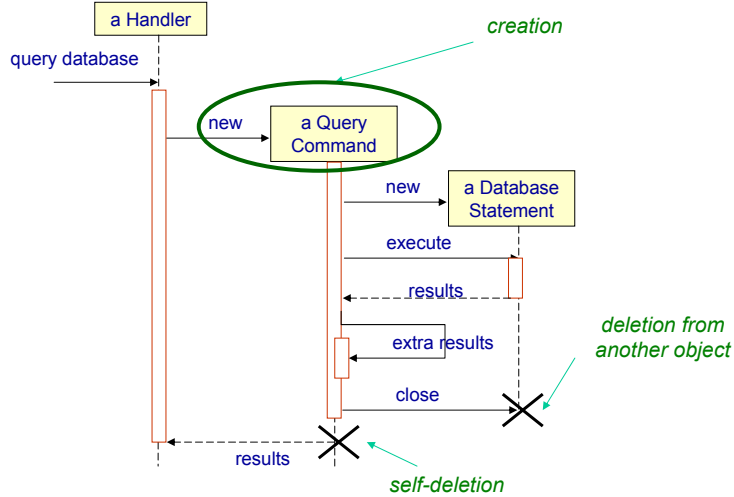 a Handler
creation
query database
new
a Query
Command
new
a Database
Statement
execute
results
deletion from
another object
extra results
close
results
self-deletion